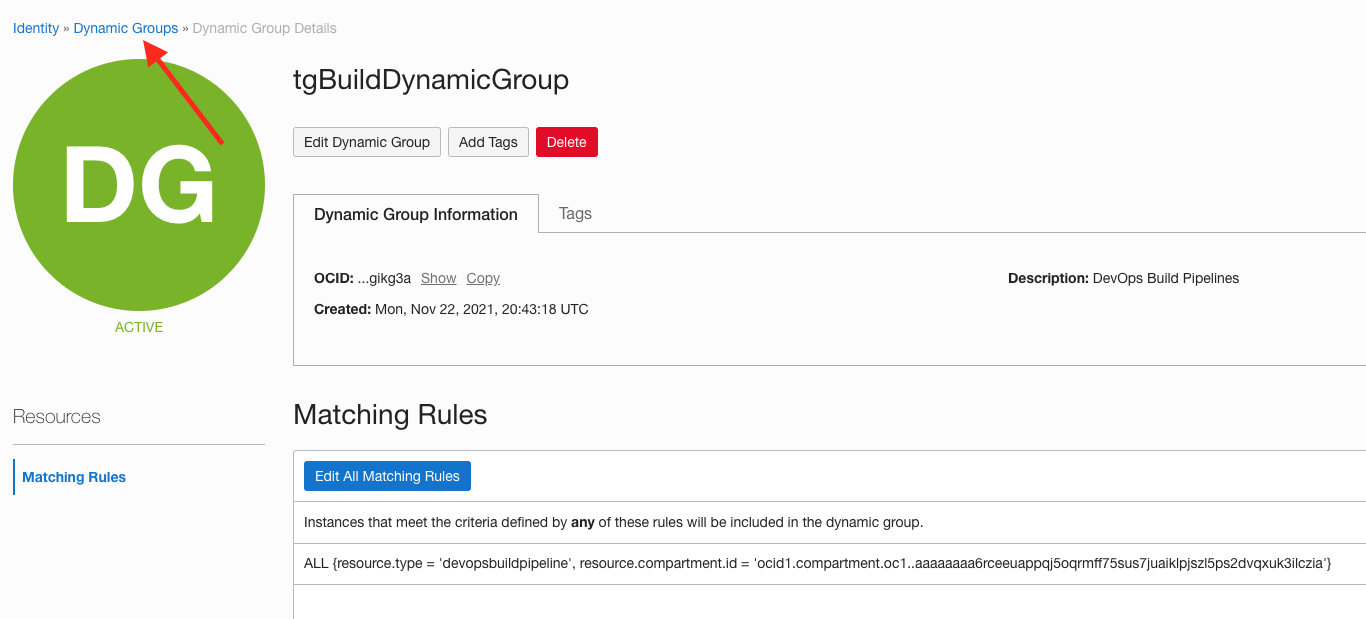 Identity » Dynamic Groups » Dynamic Group Details
DG
ACTIVE
tgBuildDynamicGroup
Edit Dynamic Group Add Tags Delete
Dynamic Group Information Tags
OCID: ...gikg3a Show Copy Description: DevOps Build Pipelines
Created: Mon, Nov 22, 2021, 20:43:18 UTC
Resources
Matching Rules
Matching Rules
Edit All Matching Rules
Instances that meet the criteria defined by any of these rules will be included in the dynamic group.
ALL {resource.type = 'devopsbuildpipeline', resource.compartment.id = 'ocid1.compartment.oc1..aaaaaaaa6rceeuappqj5oqrmff75sus7juaiklpjszl5ps2dvqxuk3ilczia'}